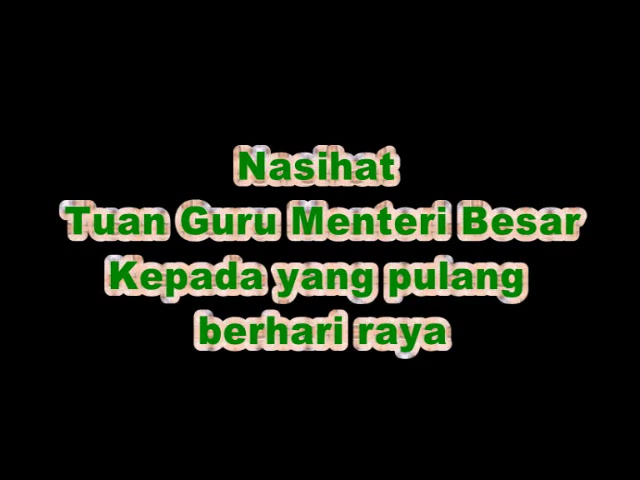 Nasihat
Tuan Guru Menteri Besar
Kepada yang pulang
berhari raya